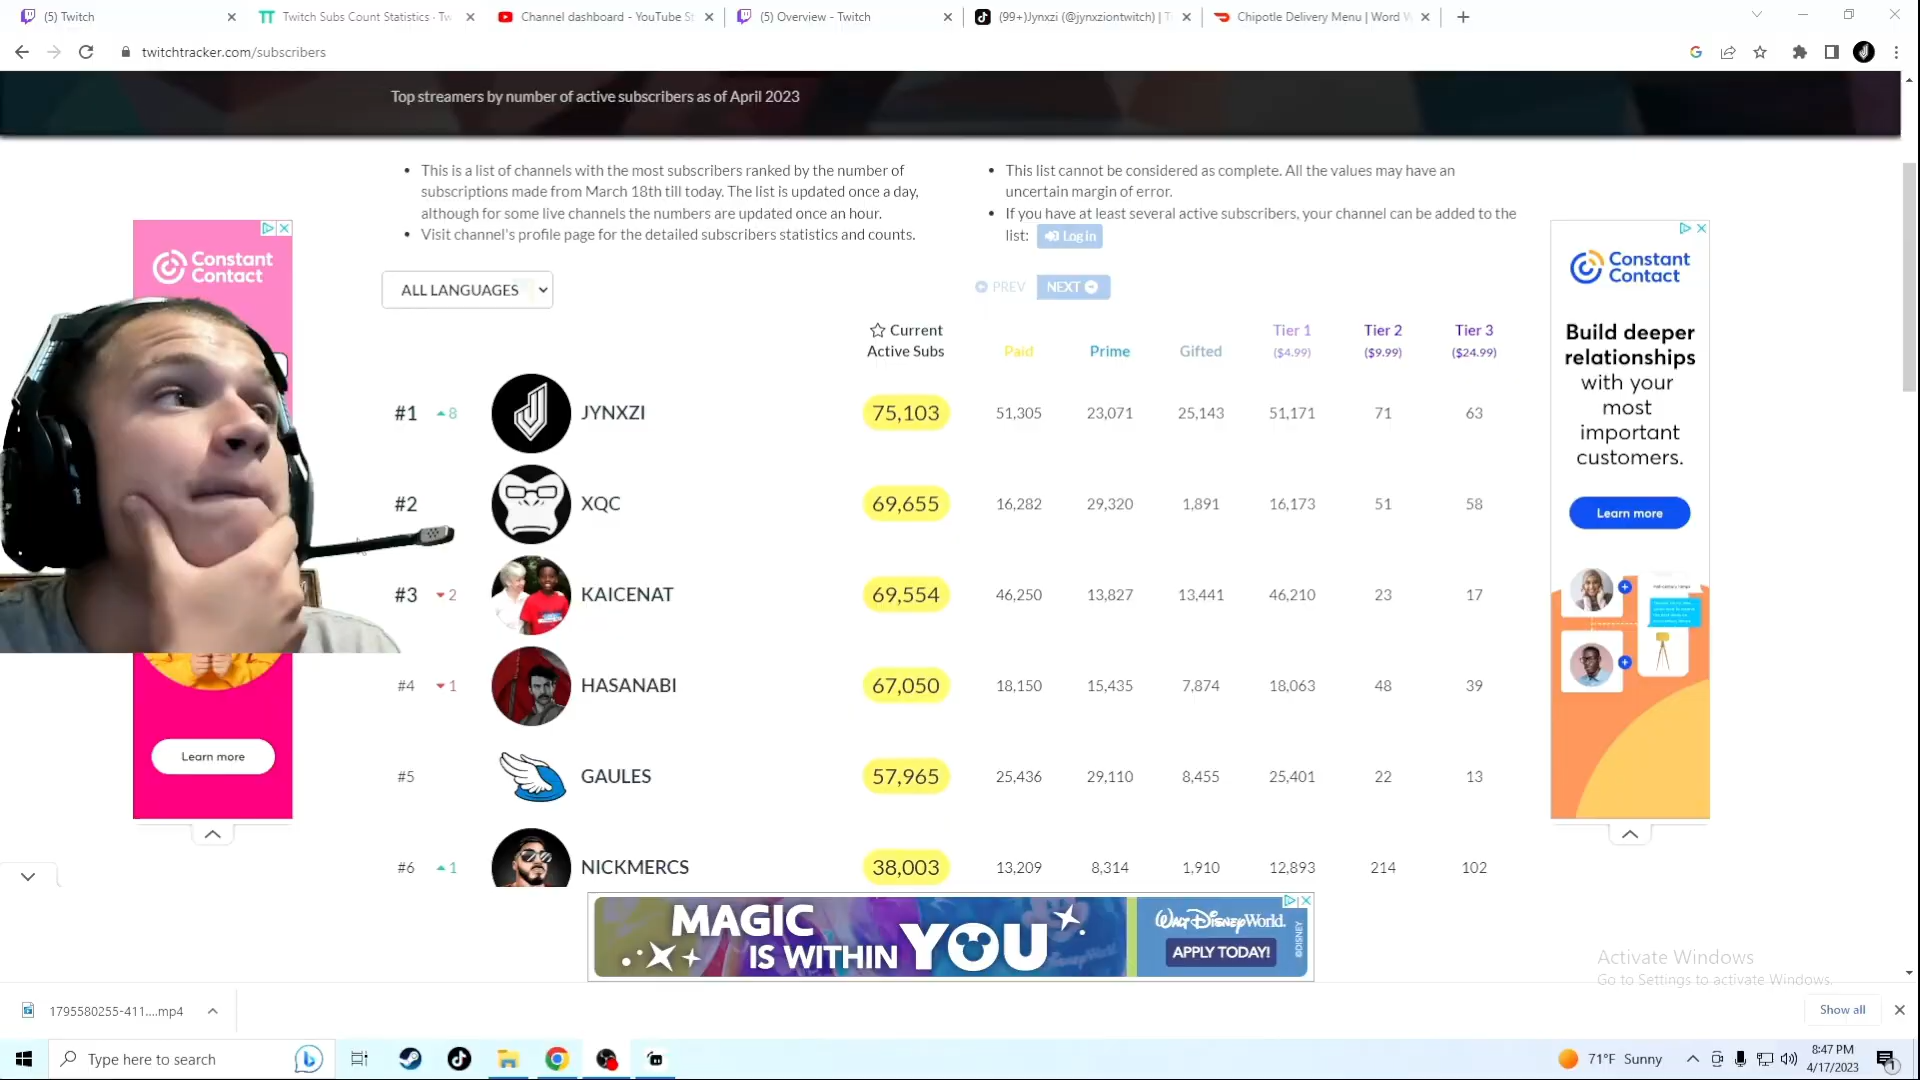 (5) Twitch
Twitch Subs Count Statistics · Tw
Channel dashboard - YouTube St
(5) Overview - Twitch
(99+)Jynxzi (@jynxziontwitch) | T
Chipotle Delivery Menu | Word W
twitchtracker.com/subscribers
Top streamers by number of active subscribers as of April 2023
This is a list of channels with the most subscribers ranked by the number of
subscriptions made from March 18th till today. The list is updated once a day,
although for some live channels the numbers are updated once an hour.
Visit channel's profile page for the detailed subscribers statistics and counts.
This list cannot be considered as complete. All the values may have an
uncertain margin of error.
If you have at least several active subscribers, your channel can be added to the
list: Log in
Constant
Contact
Learn more
Constant
Contact
Build deeper
relationships
with your
most
important
customers.
Learn more
ALL LANGUAGES
PREV NEXT
Current
Active Subs Paid Prime Gifted Tier 1 ($4.99) Tier 2 ($9.99) Tier 3 ($24.99)
#1 8 JYNXZI 75,103 51,305 23,071 25,143 51,171 71 63
#2 XQC 69,655 16,282 29,320 1,891 16,173 51 58
#3 2 KAICENAT 69,554 46,250 13,827 13,441 46,210 23 17
#4 1 HASANABI 67,050 18,150 15,435 7,874 18,063 48 39
#5 GAULES 57,965 25,436 29,110 8,455 25,401 22 13
#6 1 NICKMERCS 38,003 13,209 8,314 1,910 12,893 214 102
MAGIC
IS WITHIN YOU
Walt Disney World.
APPLY TODAY!
©DISNEY
Activate Windows
Go to Settings to activate Windows.
1795580255-411....mp4
Show all
Type here to search
71°F Sunny
8:47 PM
4/17/2023
1